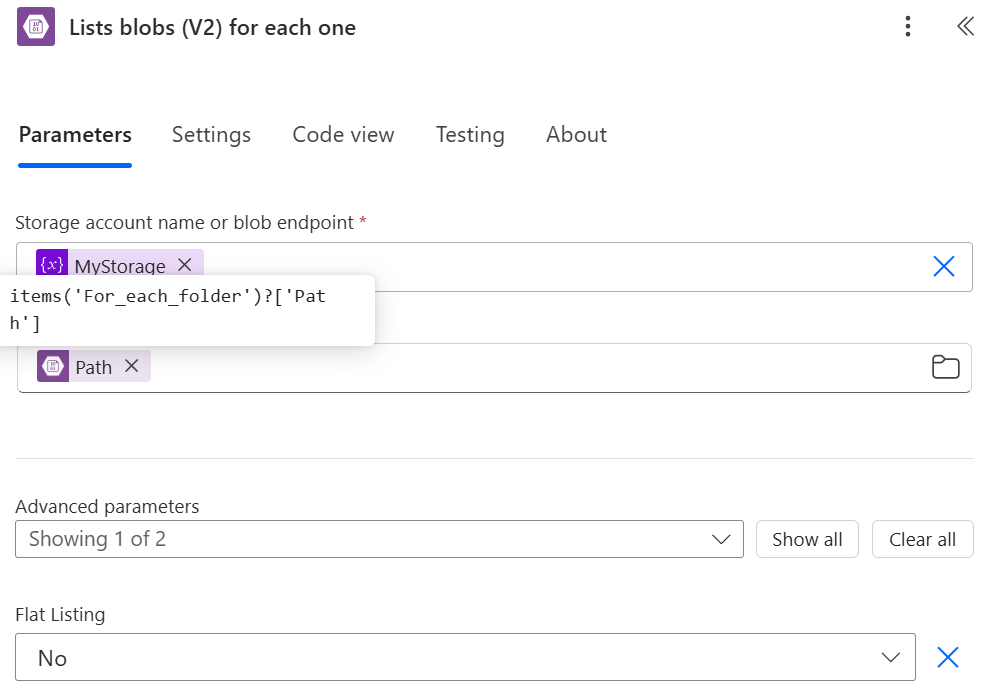 Lists blobs (V2) for each one
Parameters
Settings
Code view
Testing
About
Storage account name or blob endpoint *
{x} MyStorage
items('For_each_folder')?['Pat
h']
Path
Advanced parameters
Showing 1 of 2
Show all
Clear all
Flat Listing
No